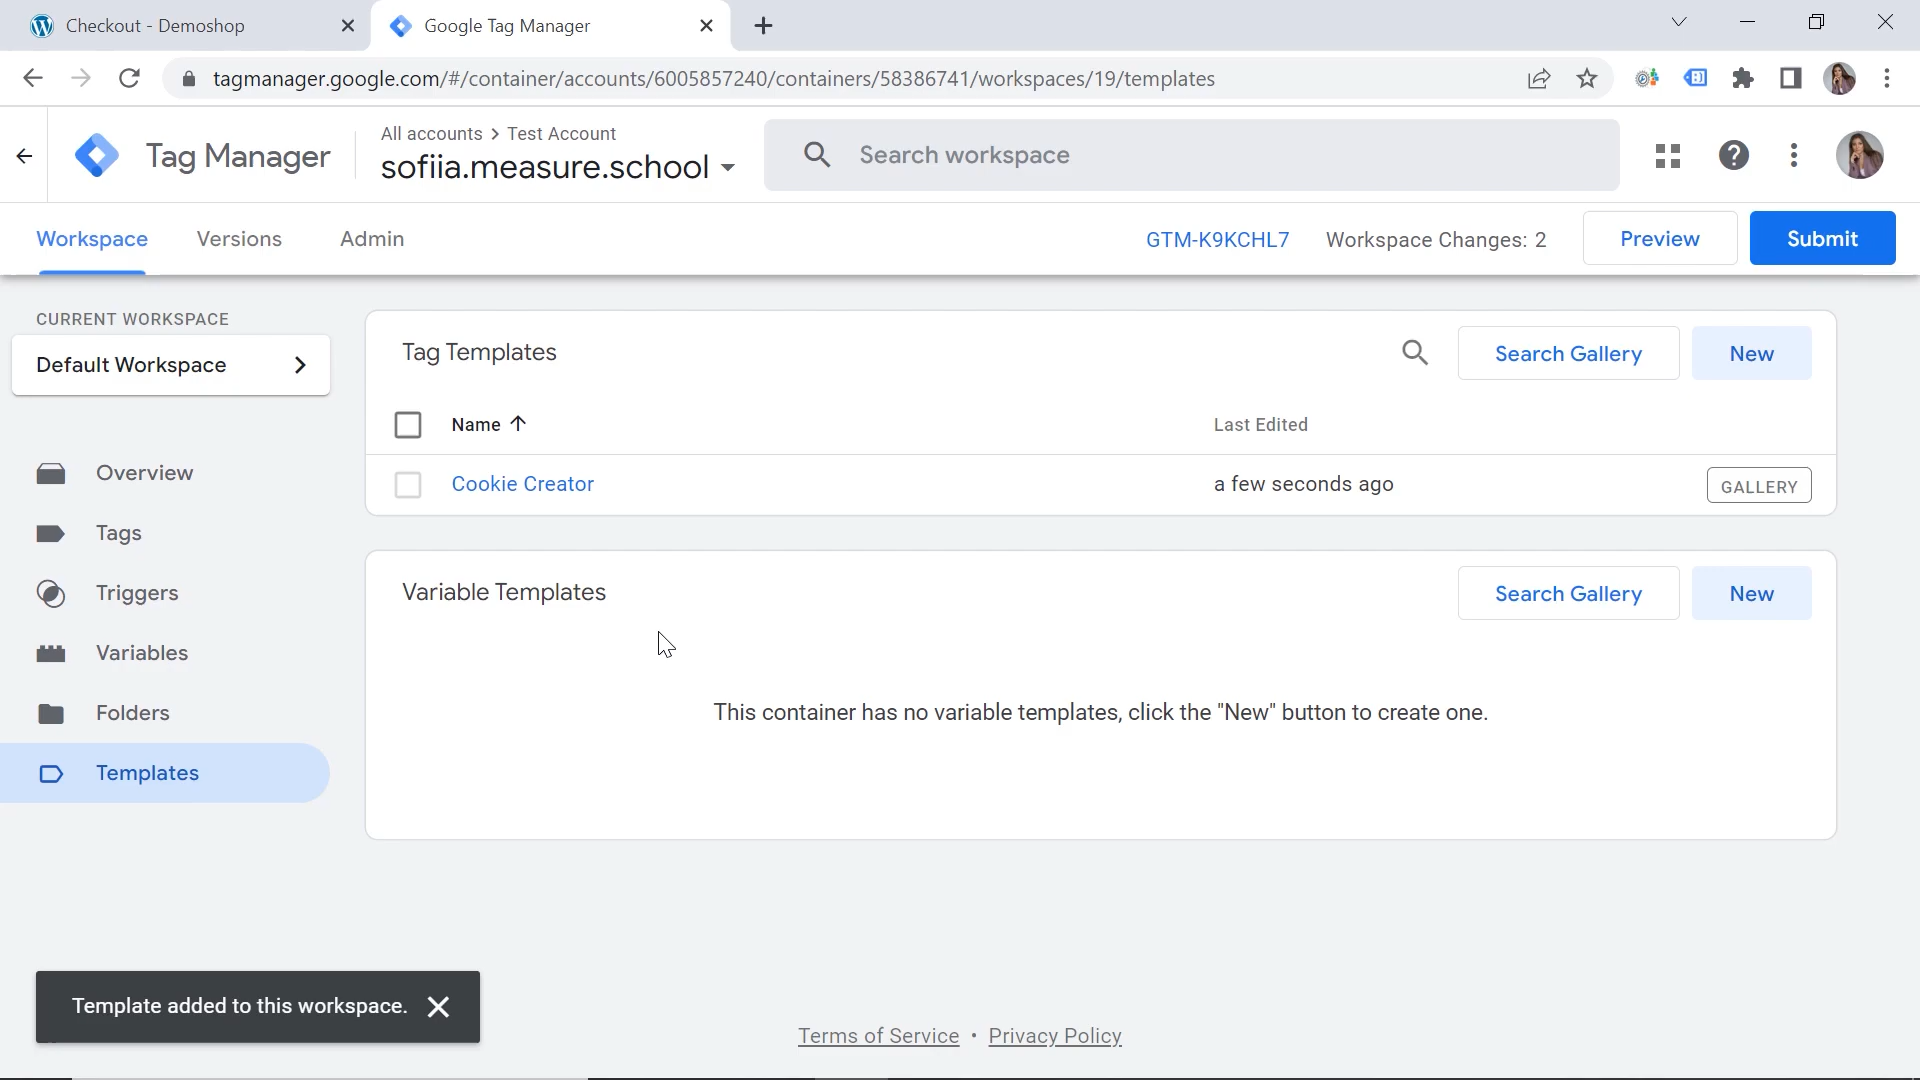 Checkout - Demoshop
Google Tag Manager
tagmanager.google.com/#/container/accounts/6005857240/containers/58386741/workspaces/19/templates
Tag Manager
All accounts > Test Account
sofiia.measure.school
Search workspace
Workspace
Versions
Admin
GTM-K9KCHL7
Workspace Changes: 2
Preview
Submit
CURRENT WORKSPACE
Default Workspace
Overview
Tags
Triggers
Variables
Folders
Templates
Tag Templates
Search Gallery
New
Name
Last Edited
Cookie Creator
a few seconds ago
GALLERY
Variable Templates
Search Gallery
New
This container has no variable templates, click the "New" button to create one.
Template added to this workspace.
Terms of Service • Privacy Policy